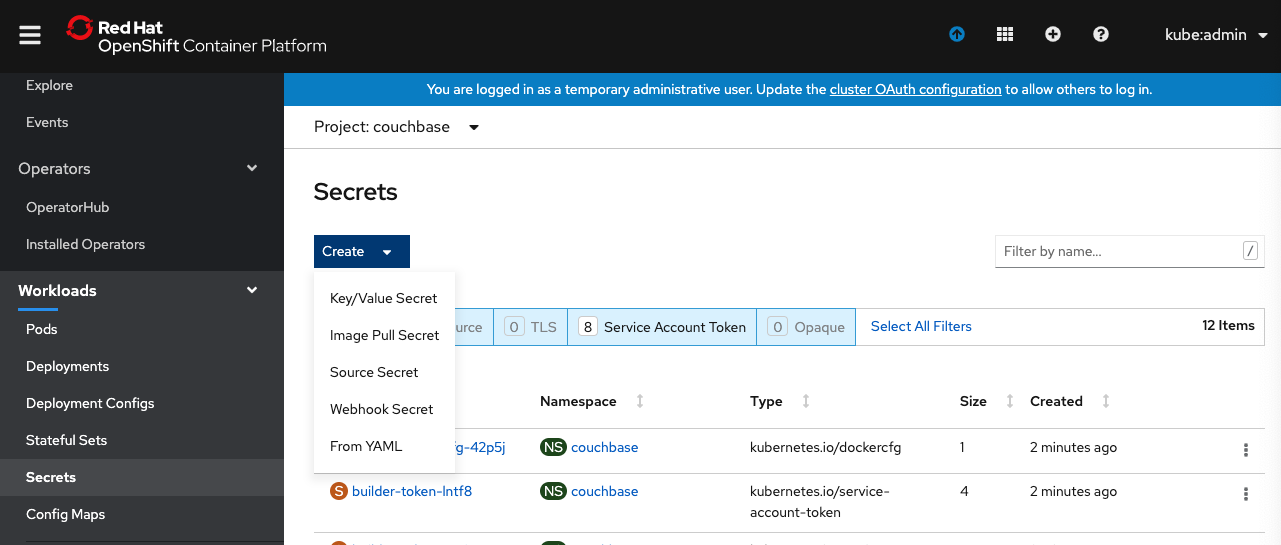 Red Hat
OpenShift Container Platform
kube:admin
Explore
Events
Operators
OperatorHub
Installed Operators
Workloads
Pods
Deployments
Deployment Configs
Stateful Sets
Secrets
Config Maps
You are logged in as a temporary administrative user. Update the cluster OAuth configuration to allow others to log in.
Project: couchbase
Secrets
Create
Filter by name... /
Key/Value Secret
Image Pull Secret
Source Secret
Webhook Secret
From YAML
urce 0 TLS 8 Service Account Token 0 Opaque Select All Filters 12 Items
Namespace Type Size Created
fg-42p5j NS couchbase kubernetes.io/dockercfg 1 2 minutes ago
S builder-token-lntf8 NS couchbase kubernetes.io/service-account-token 4 2 minutes ago